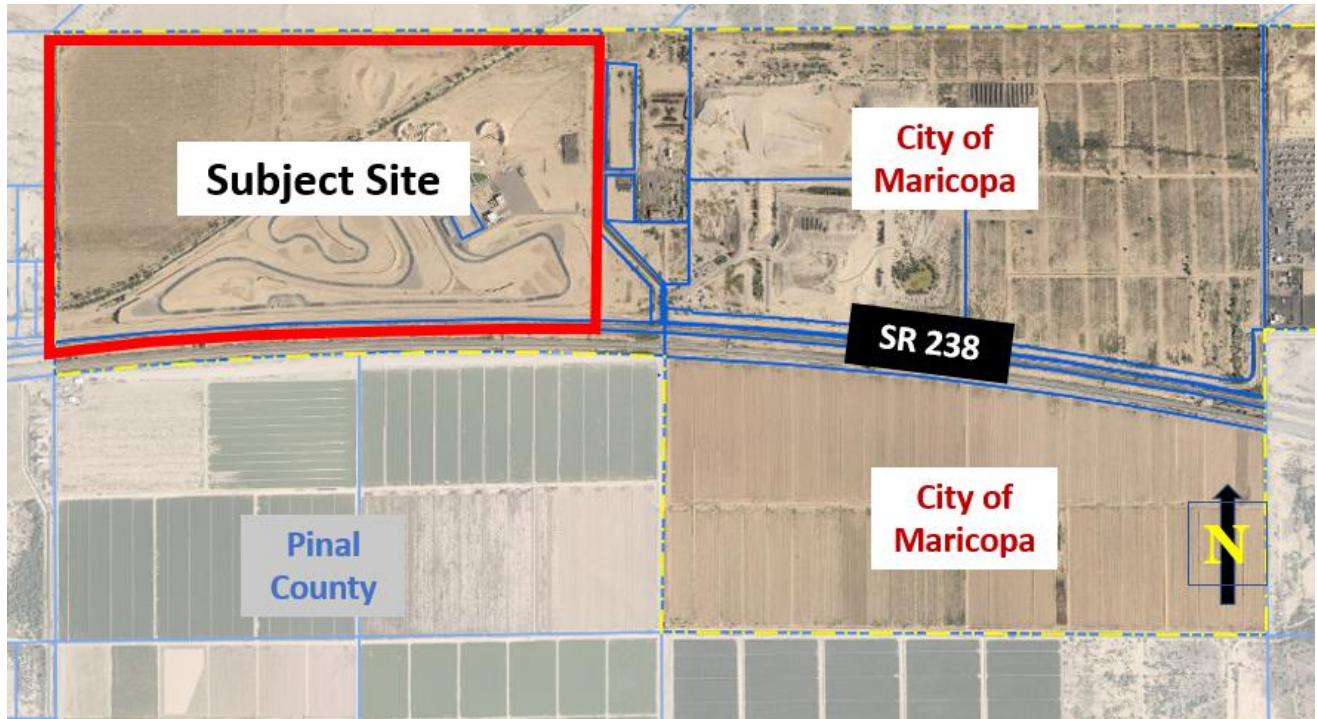 Subject Site
City of
Maricopa
SR 238
City of
Maricopa
Pinal
County
N